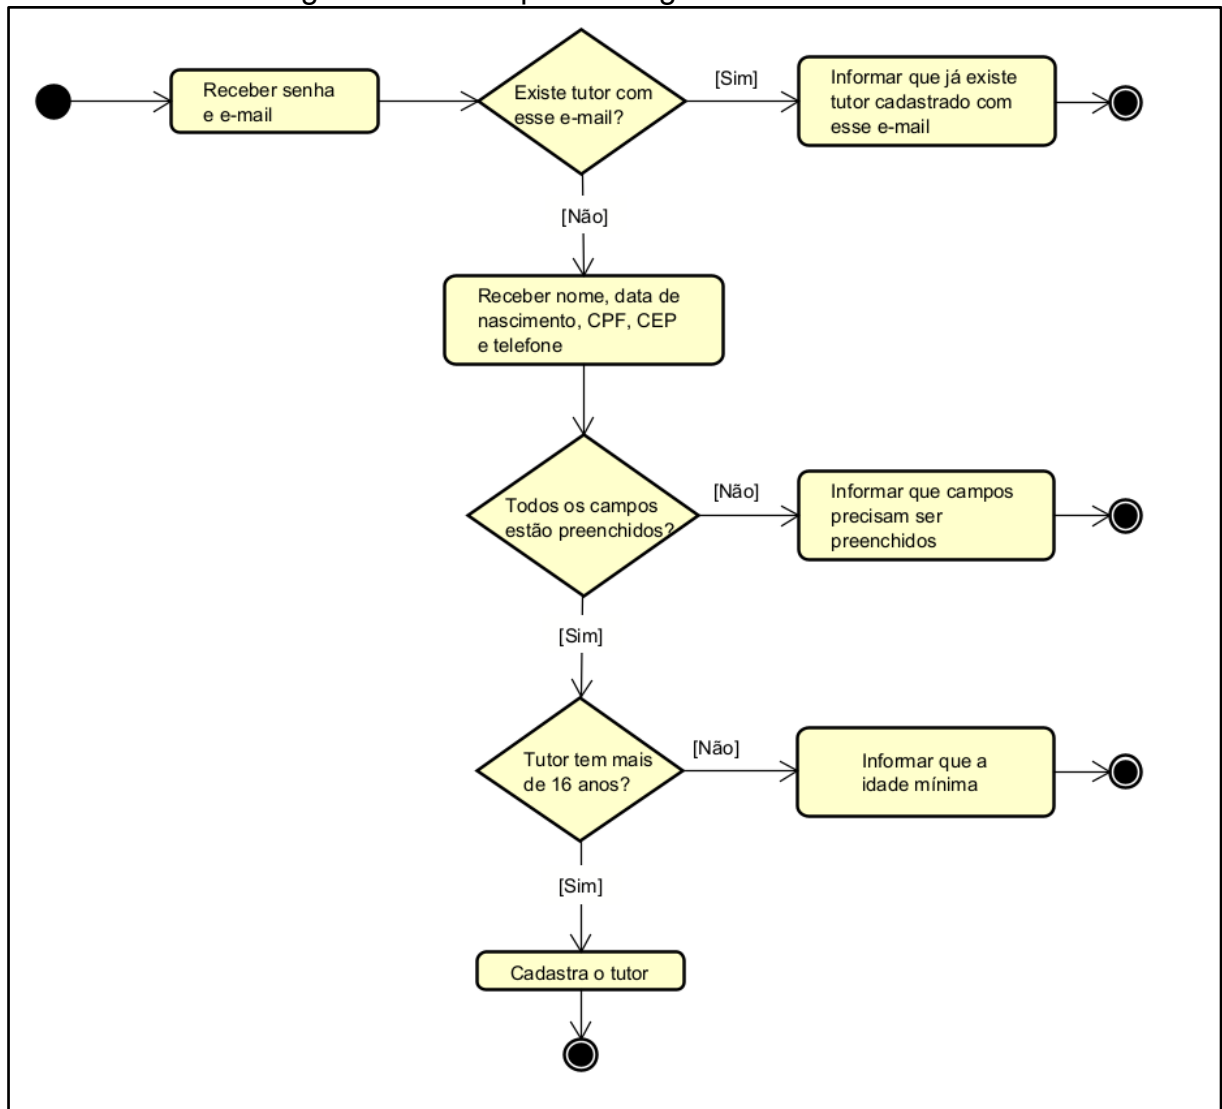 Receber senha
e e-mail
Existe tutor com
esse e-mail?
[Sim]
Informar que já existe
tutor cadastrado com
esse e-mail
[Não]
Receber nome, data de
nascimento, CPF, CEP
e telefone
Todos os campos
estão preenchidos?
[Não]
Informar que campos
precisam ser
preenchidos
[Sim]
Tutor tem mais
de 16 anos?
[Não]
Informar que a
idade mínima
[Sim]
Cadastra o tutor